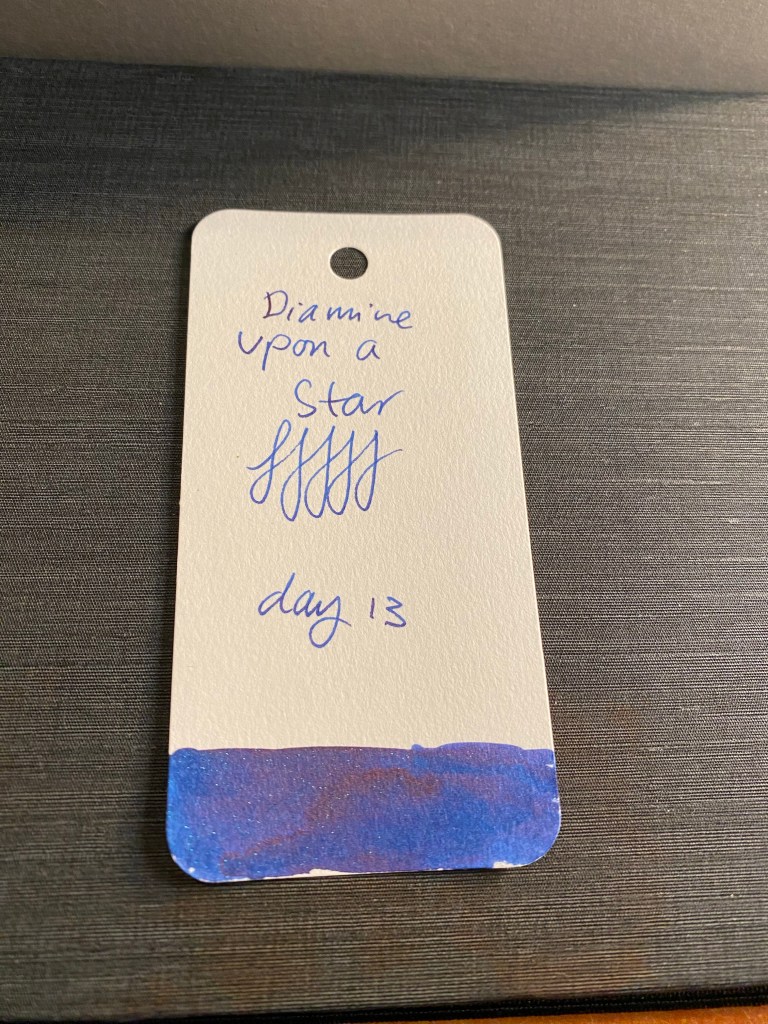 Diamine
upon a
Star
day 13